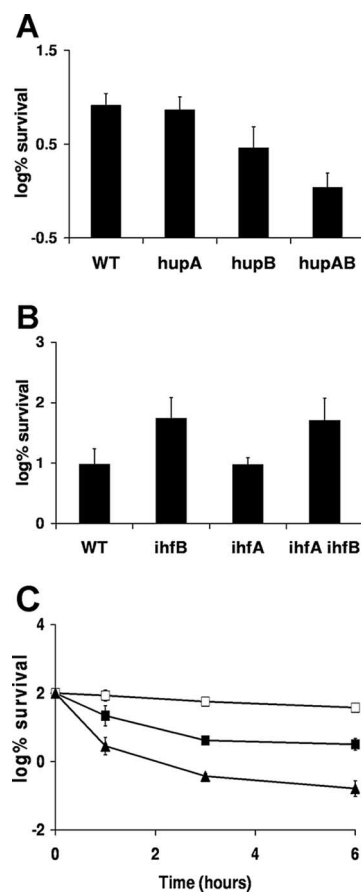 A
log% survival
1.5
0.5
-0.5
WT hupA hupB hupAB
B
log% survival
3
2
1
0
WT ihfB ihfA ihfA ihfB
C
log% survival
4
2
0
-2
0 2 4 6
Time (hours)